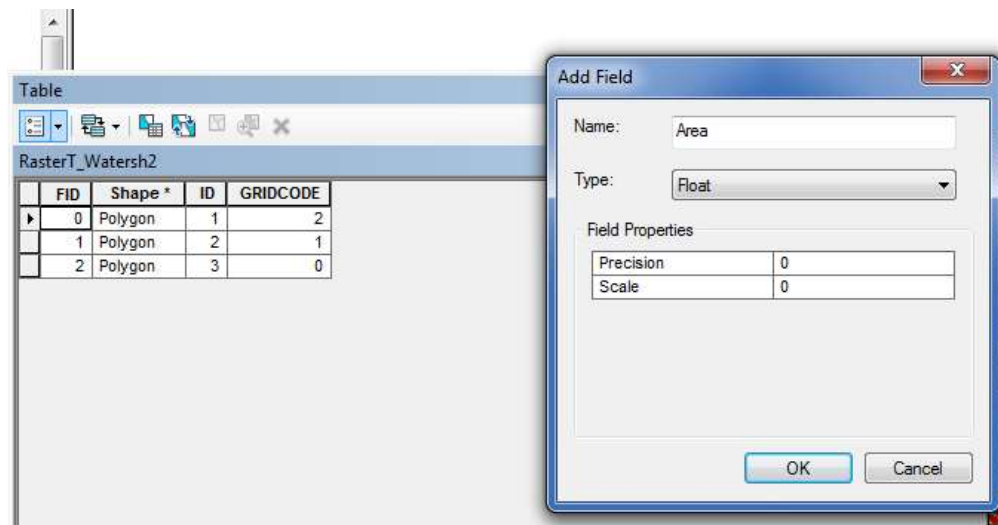 Table
RasterT_Watersh2
FID Shape * ID GRIDCODE
0 Polygon 1 2
1 Polygon 2 1
2 Polygon 3 0
Add Field
Name: Area
Type: Float
Field Properties
Precision 0
Scale 0
OK Cancel